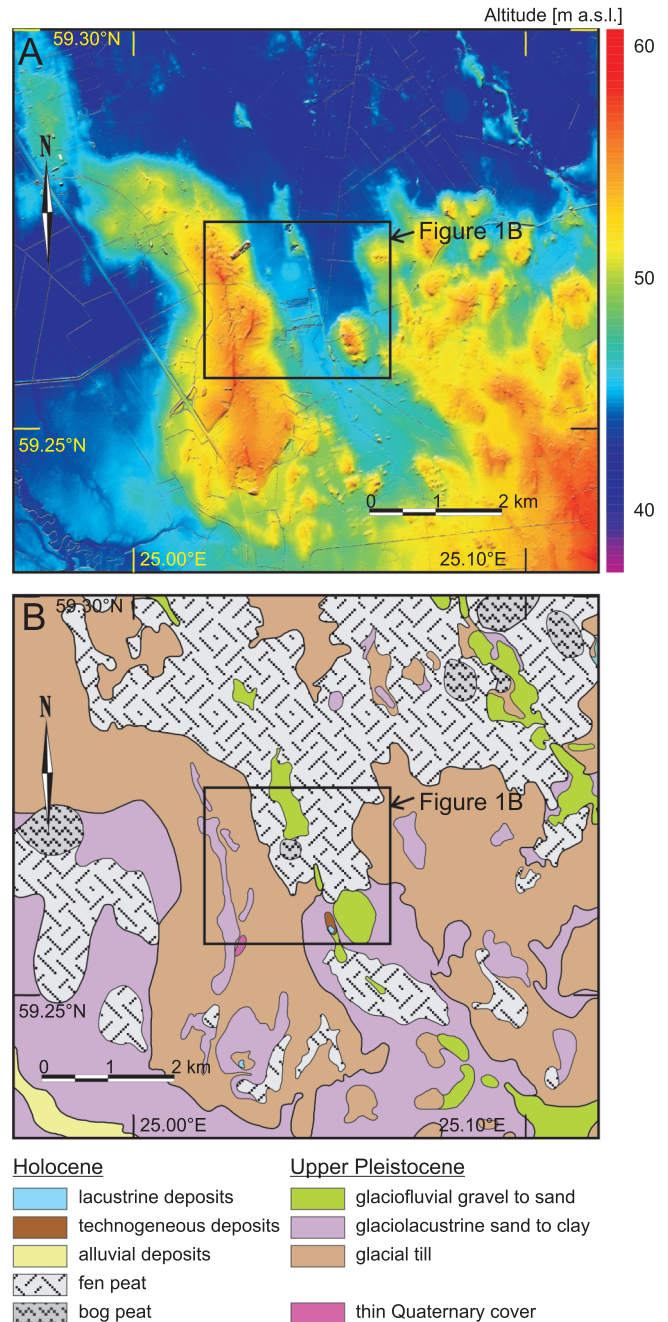 Altitude [m a.s.l.]
A
59.30°N
60
N
Figure 1B
50
59.25°N
40
0 1 2 km
25.00°E
25.10°E
B
59.30°N
N
Figure 1B
59.25°N
0 1 2 km
25.00°E
25.10°E
Holocene
lacustrine deposits
technogeneous deposits
alluvial deposits
fen peat
bog peat
Upper Pleistocene
glaciofluvial gravel to sand
glaciolacustrine sand to clay
glacial till
thin Quaternary cover